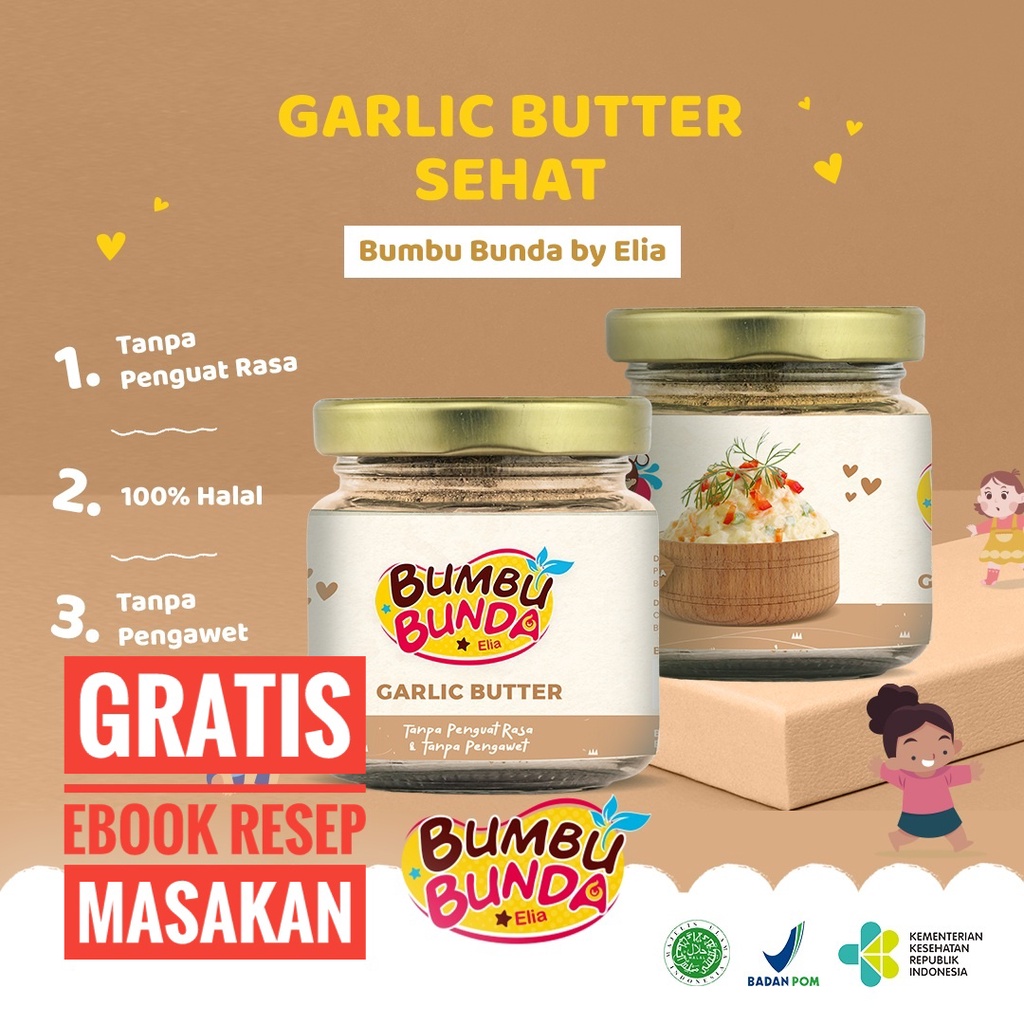 GARLIC BUTTER
SEHAT
Bumbu Bunda by Elia
1. Tanpa
Penguat Rasa
2. 100% Halal
3. Tanpa
Pengawet
GRATIS
EBOOK RESEP
MASAKAN
BUMBU
BUNDA
Elia
GARLIC BUTTER
Tanpa Penguat Rasa
& Tanpa Pengawet
BUMBU
BUNDA
Elia
BADAN POM
KEMENTERIAN
KESEHATAN
REPUBLIK
INDONESIA